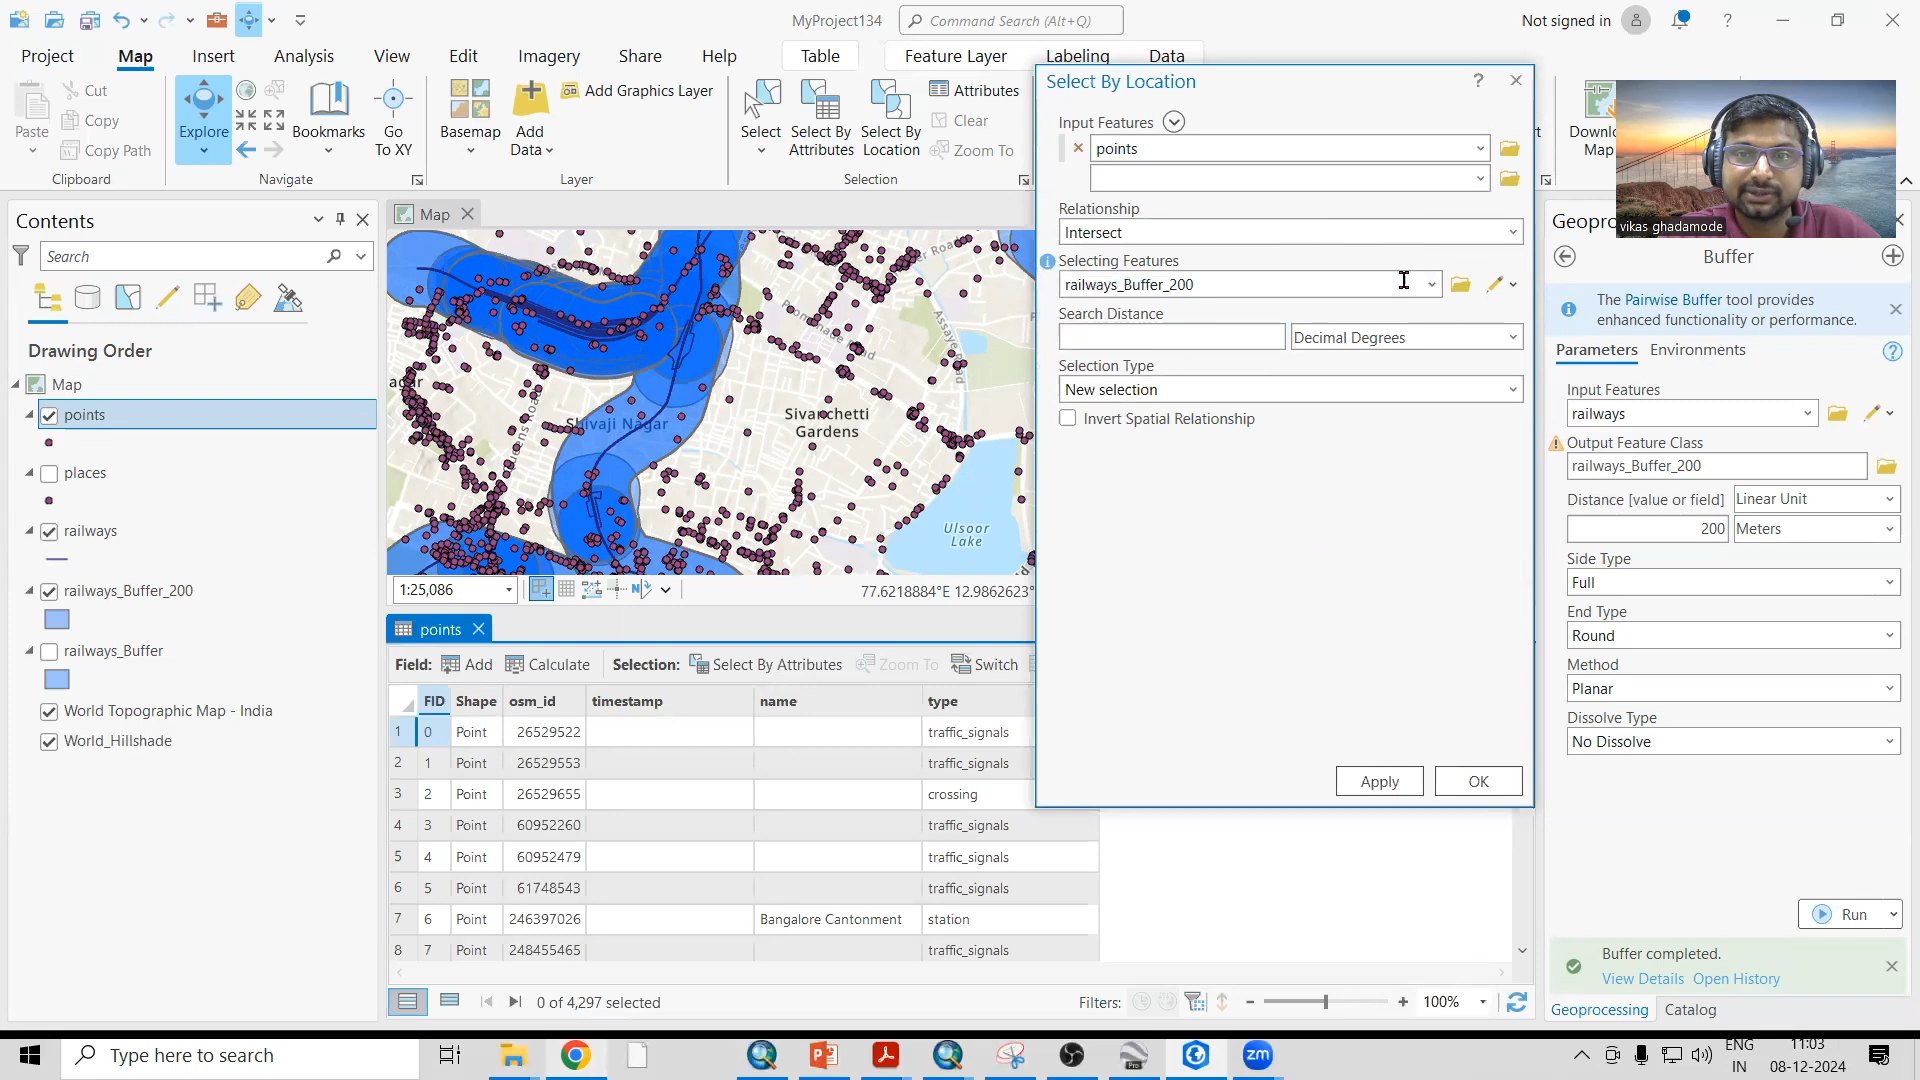 MyProject134
Command Search (Alt+Q)
Not signed in
Project
Map
Insert
Analysis
View
Edit
Imagery
Share
Help
Table
Feature Layer
Labeling
Data
Paste
Cut
Copy
Copy Path
Clipboard
Explore
Bookmarks
Go
To XY
Navigate
Basemap
Add
Data
Add Graphics Layer
Layer
Select
Select By
Attributes
Select By
Location
Attributes
Clear
Zoom To
Selection
Map
vikas ghadamode
Contents
Search
Drawing Order
Map
points
places
railways
railways_Buffer_200
railways_Buffer
World Topographic Map - India
World_Hillshade
Map
Shivaji Nagar
Sivarchetti
Gardens
Ulsoor
Lake
Assaye Road
1:25,086
77.6218884°E 12.9862623°
points
Field:
Add
Calculate
Selection:
Select By Attributes
Zoom To
Switch
FID
Shape
osm_id
timestamp
name
type
1 0 Point 26529522 traffic_signals
2 1 Point 26529553 traffic_signals
3 2 Point 26529655 crossing
4 3 Point 60952260 traffic_signals
5 4 Point 60952479 traffic_signals
6 5 Point 61748543 traffic_signals
7 6 Point 246397026 Bangalore Cantonment station
8 7 Point 248455465 traffic_signals
0 of 4,297 selected
Filters:
100%
Select By Location
Input Features
points
Relationship
Intersect
Selecting Features
railways_Buffer_200
Search Distance
Decimal Degrees
Selection Type
New selection
Invert Spatial Relationship
Apply
OK
Buffer
The Pairwise Buffer tool provides
enhanced functionality or performance.
Parameters
Environments
Input Features
railways
Output Feature Class
railways_Buffer_200
Distance [value or field]
Linear Unit
200
Meters
Side Type
Full
End Type
Round
Method
Planar
Dissolve Type
No Dissolve
Run
Buffer completed.
View Details
Open History
Geoprocessing
Catalog
Type here to search
Pro
zm
ENG
IN
11:03
08-12-2024